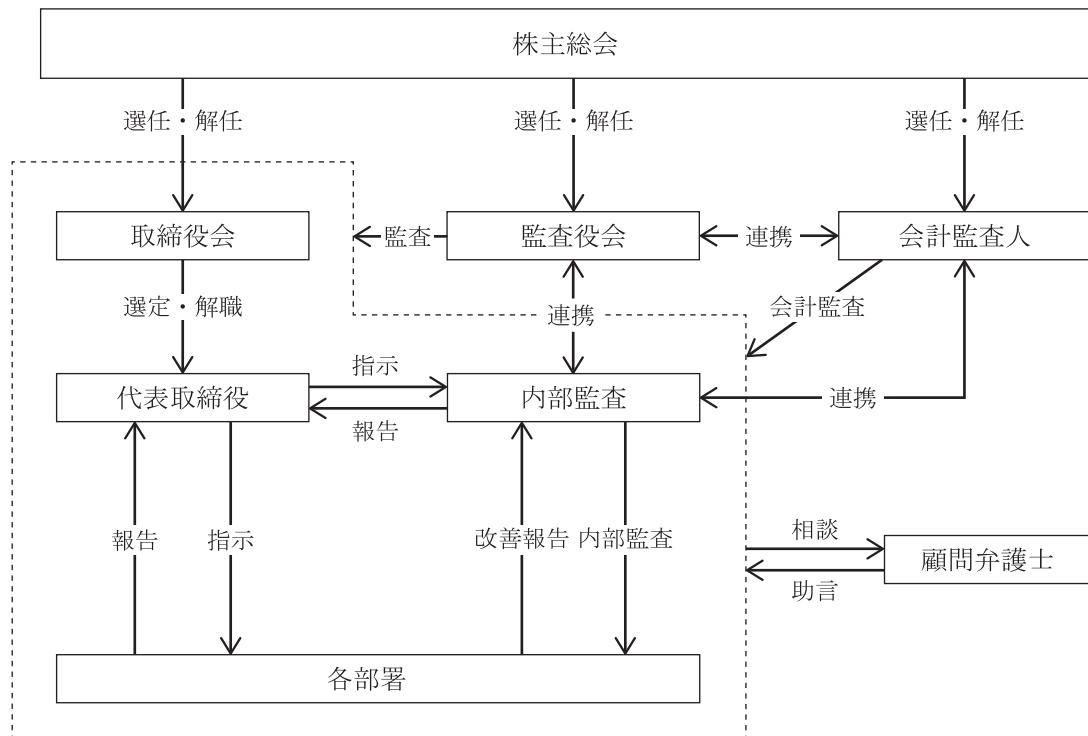 株主総会
選任・解任
選任・解任
選任・解任
取締役会
監査
監査役会
連携
会計監査人
選定・解職
連携
会計監査
指示
代表取締役
内部監査
連携
報告
報告
指示
改善報告
内部監査
相談
顧問弁護士
助言
各部署